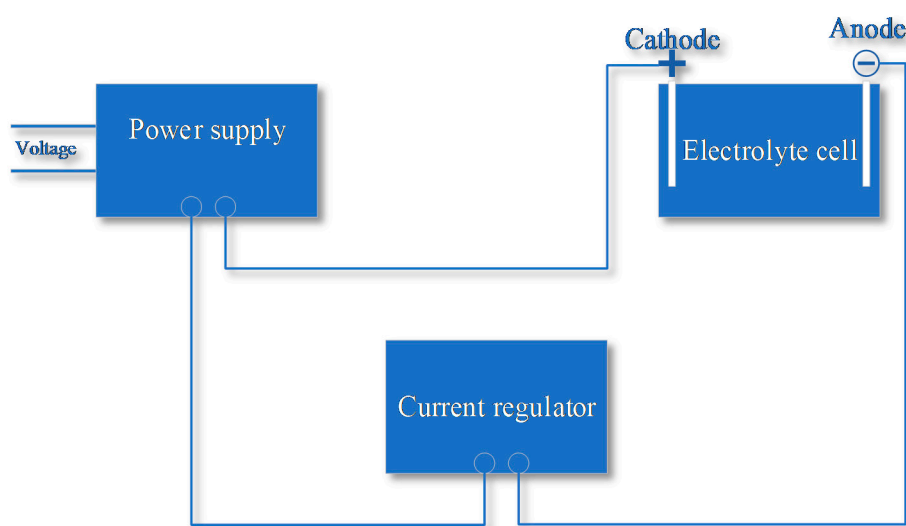 Cathode
Anode
Power supply
Voltage
Electrolyte cell
Current regulator